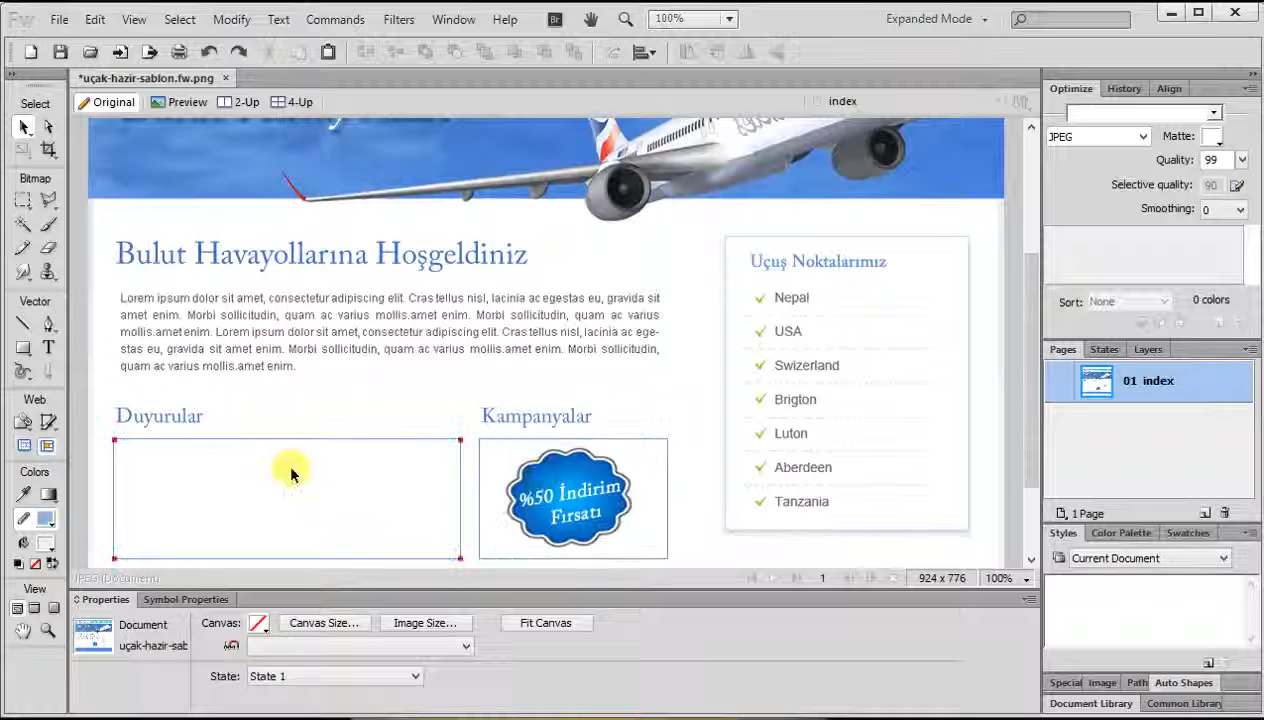 Fw File Edit View Select Modify Text Commands Filters Window Help Br 100% Expanded Mode
*uçak-hazir-sablon.fw.png
Original Preview 2-Up 4-Up index
Select
Bitmap
Vector
Web
Colors
View
Bulut Havayollarına Hoşgeldiniz
Lorem ipsum dolor sit amet, consectetur adipiscing elit. Cras tellus nisl, lacinia ac egestas eu, gravida sit
amet enim. Morbi sollicitudin, quam ac varius mollis.amet enim. Morbi sollicitudin, quam ac varius
mollis.amet enim. Lorem ipsum dolor sit amet, consectetur adipiscing elit. Cras tellus nisl, lacinia ac ege-
stas eu, gravida sit amet enim. Morbi sollicitudin, quam ac varius mollis.amet enim. Morbi sollicitudin,
quam ac varius mollis.amet enim.
Duyurular
Kampanyalar
%50 İndirim
Fırsatı
Uçuş Noktalarımız
Nepal
USA
Swizerland
Brigton
Luton
Aberdeen
Tanzania
JPEG (Document)
1 924 x 776 100%
Properties Symbol Properties
Document
uçak-hazir-sab
Canvas: Canvas Size... Image Size... Fit Canvas
State: State 1
Optimize History Align
JPEG Matte:
Quality: 99
Selective quality: 90
Smoothing: 0
Sort: None 0 colors
Pages States Layers
01 index
1 Page
Styles Color Palette Swatches
Current Document
Special Image Path Auto Shapes
Document Library Common Library